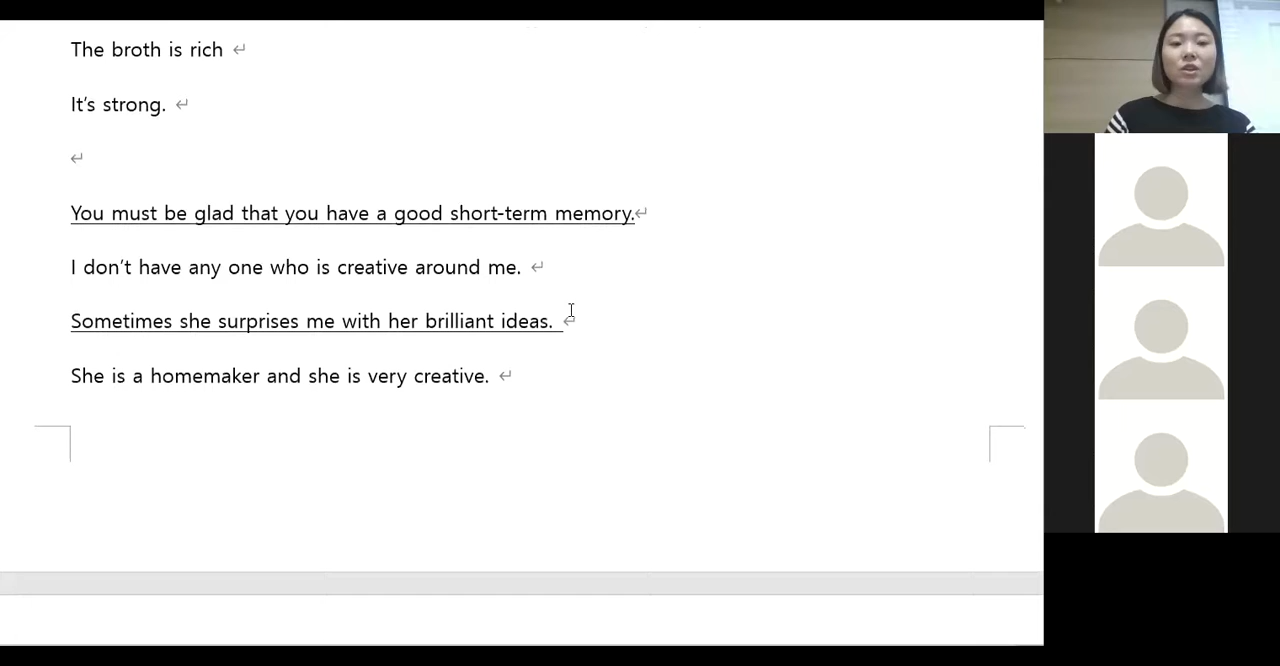 The broth is rich
It's strong.
You must be glad that you have a good short-term memory.
I don't have any one who is creative around me.
Sometimes she surprises me with her brilliant ideas.
She is a homemaker and she is very creative.